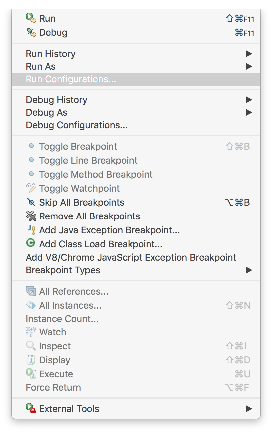 Run ⇧⌘F11
Debug ⌘F11
Run History
Run As
Run Configurations...
Debug History
Debug As
Debug Configurations...
Toggle Breakpoint ⇧⌘B
Toggle Line Breakpoint
Toggle Method Breakpoint
Toggle Watchpoint
Skip All Breakpoints ⌥⌘B
Remove All Breakpoints
Add Java Exception Breakpoint...
Add Class Load Breakpoint...
Add V8/Chrome JavaScript Exception Breakpoint
Breakpoint Types
All References...
All Instances... ⇧⌘N
Instance Count...
Watch
Inspect ⇧⌘I
Display ⇧⌘D
Execute ⌘U
Force Return ⌥⌘F
External Tools